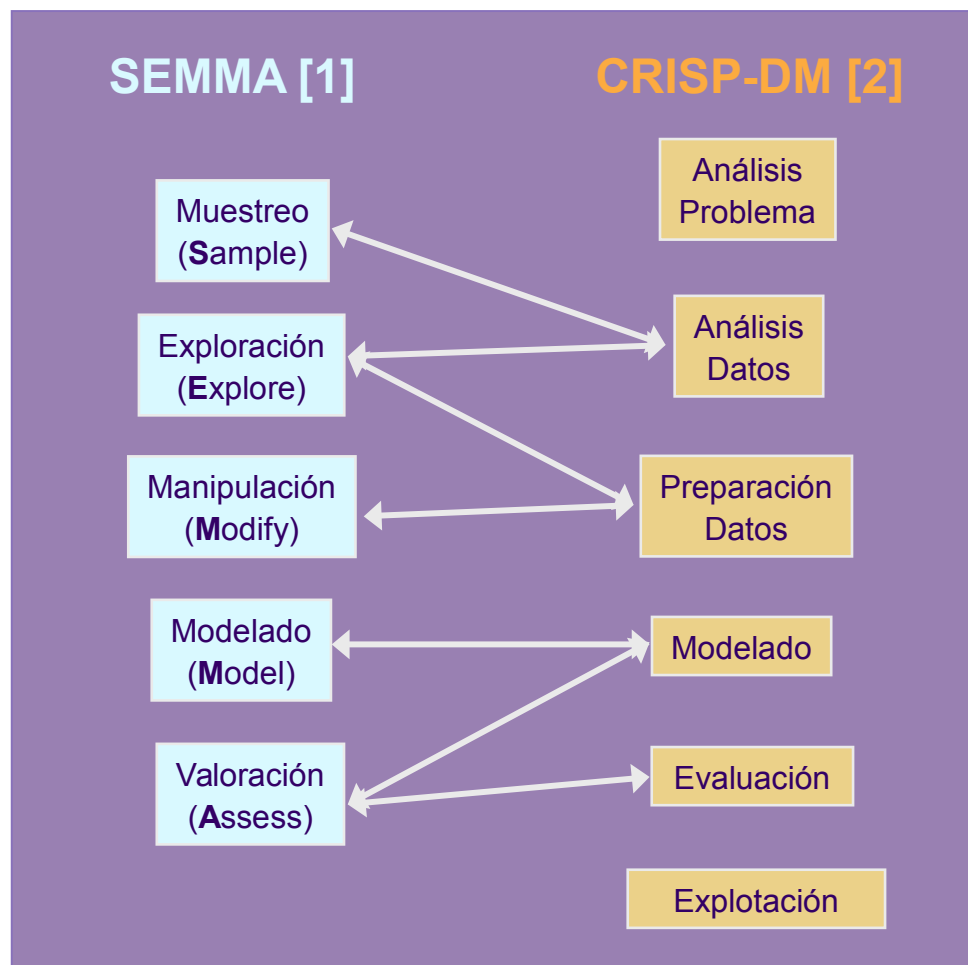 SEMMA [1]
CRISP-DM [2]
Muestreo
(Sample)
Exploración
(Explore)
Manipulación
(Modify)
Modelado
(Model)
Valoración
(Assess)
Análisis
Problema
Análisis
Datos
Preparación
Datos
Modelado
Evaluación
Explotación